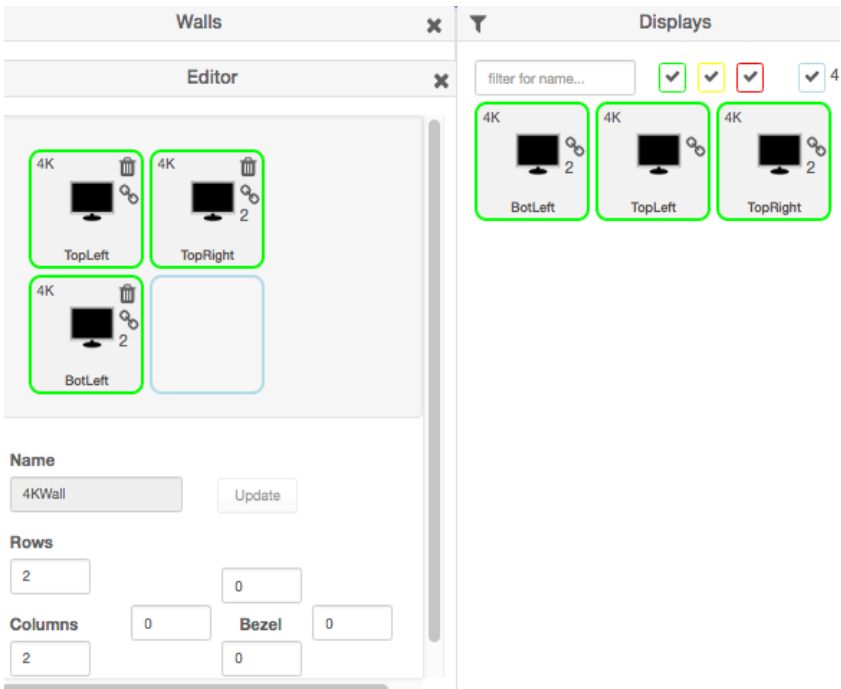 Walls
Editor
4K
TopLeft
4K
2
TopRight
4K
2
BotLeft
Name
4KWall
Update
Rows
2
0
Columns
0
Bezel
0
2
0
Displays
filter for name...
4
4K
2
BotLeft
4K
TopLeft
4K
2
TopRight